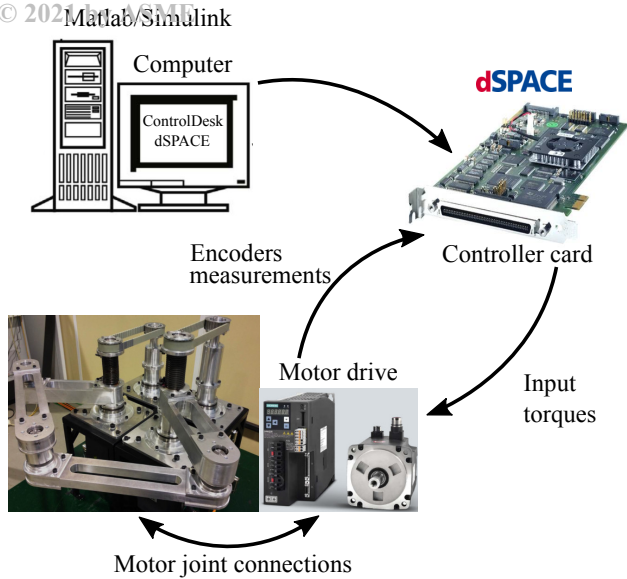 © 2021 by ASME
Matlab/Simulink
Computer
ControlDesk
dSPACE
dSPACE
Encoders
measurements
Controller card
Motor drive
Input
torques
Motor joint connections